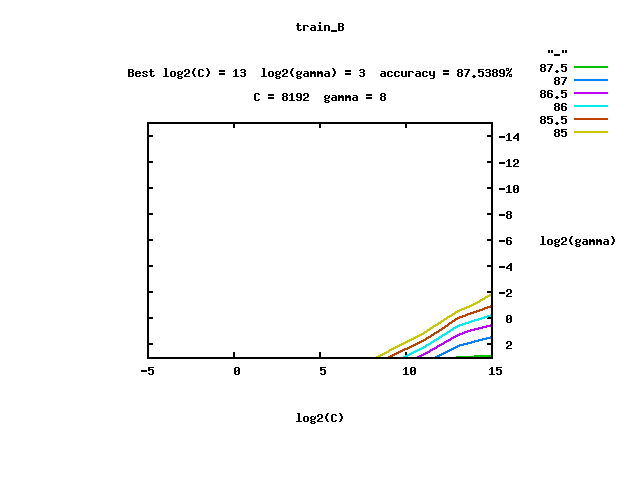 train_B
Best log2(C) = 13  log2(gamma) = 3  accuracy = 87.5389%
C = 8192  gamma = 8
"_"
87.5
87
86.5
86
85.5
85
-14
-12
-10
-8
-6
-4
-2
0
2
log2(gamma)
-5 0 5 10 15
log2(C)